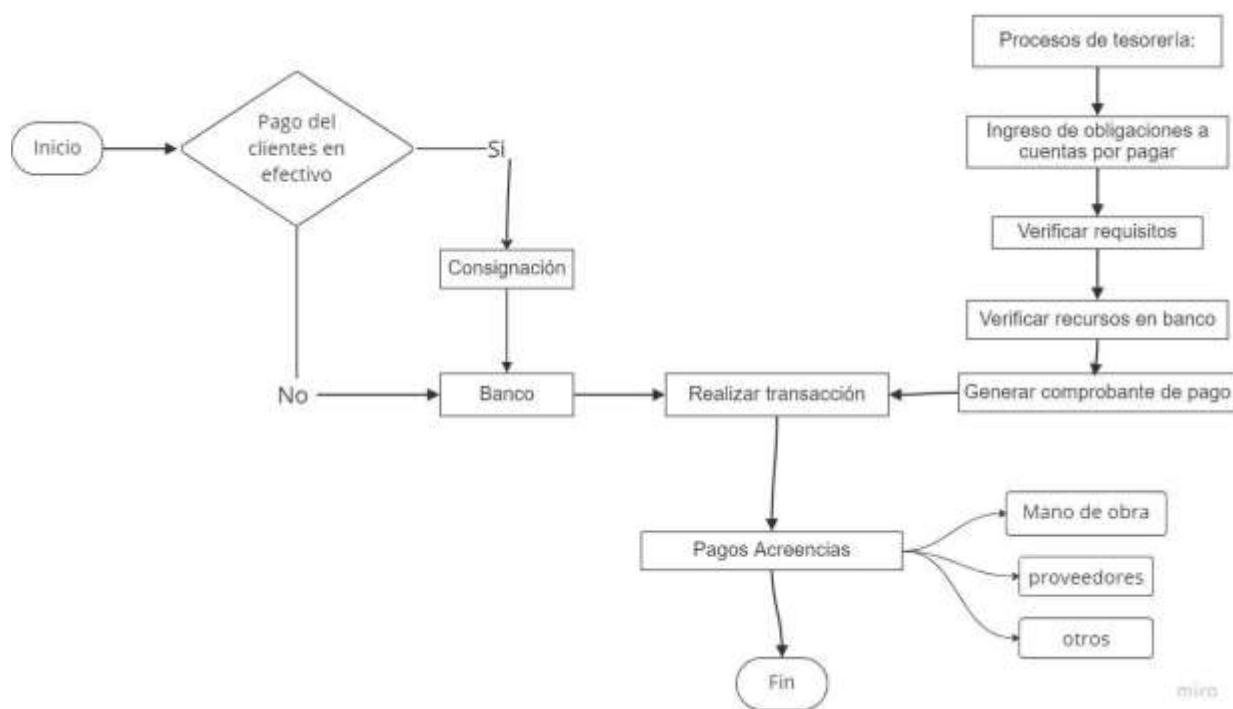 Procesos de tesorería:
Inicio
Pago del
clientes en
efectivo
Si
Ingreso de obligaciones a
cuentas por pagar
Verificar requisitos
Consignación
Verificar recursos en banco
No
Banco
Realizar transacción
Generar comprobante de pago
Pagos Acreencias
Mano de obra
proveedores
otros
Fin
miro